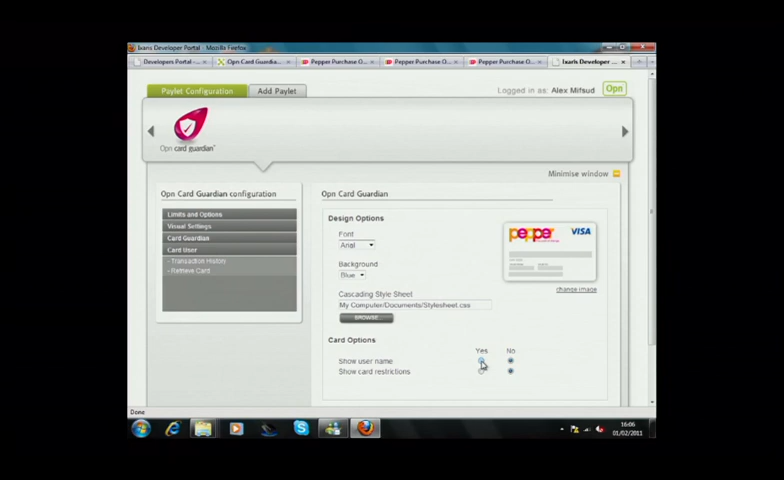 Ixaris Developer Portal - Mozilla Firefox
Developers Portal - ...
Opn Card Guardia...
Pepper Purchase O...
Pepper Purchase O...
Pepper Purchase O...
Ixaris Developer ...
Paylet Configuration
Add Paylet
Logged in as: Alex Mifsud
Opn
Opn card guardian
Minimise window
Opn Card Guardian configuration
Limits and Options
Visual Settings
Card Guardian
Card User
- Transaction History
- Retrieve Card
Opn Card Guardian
Design Options
Font
Arial
Background
Blue
Cascading Style Sheet
My Computer/Documents/Stylesheet.css
BROWSE...
pepper
VISA
change image
Card Options
Yes No
Show user name
Show card restrictions
Done
16:06
01/02/2011